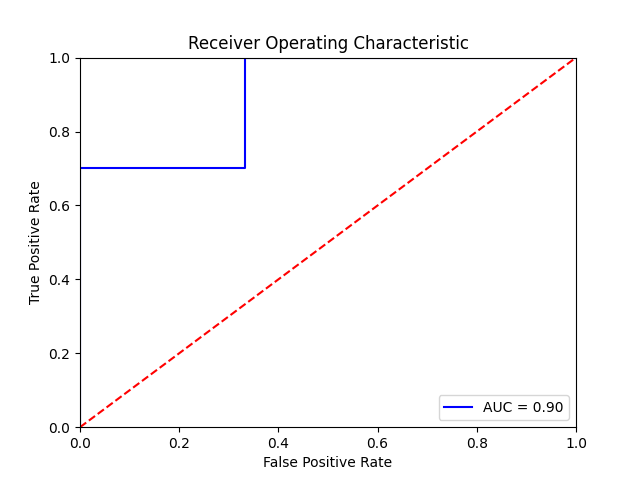 Receiver Operating Characteristic
1.0
0.8
0.6
0.4
0.2
0.0
True Positive Rate
AUC = 0.90
0.0 0.2 0.4 0.6 0.8 1.0
False Positive Rate